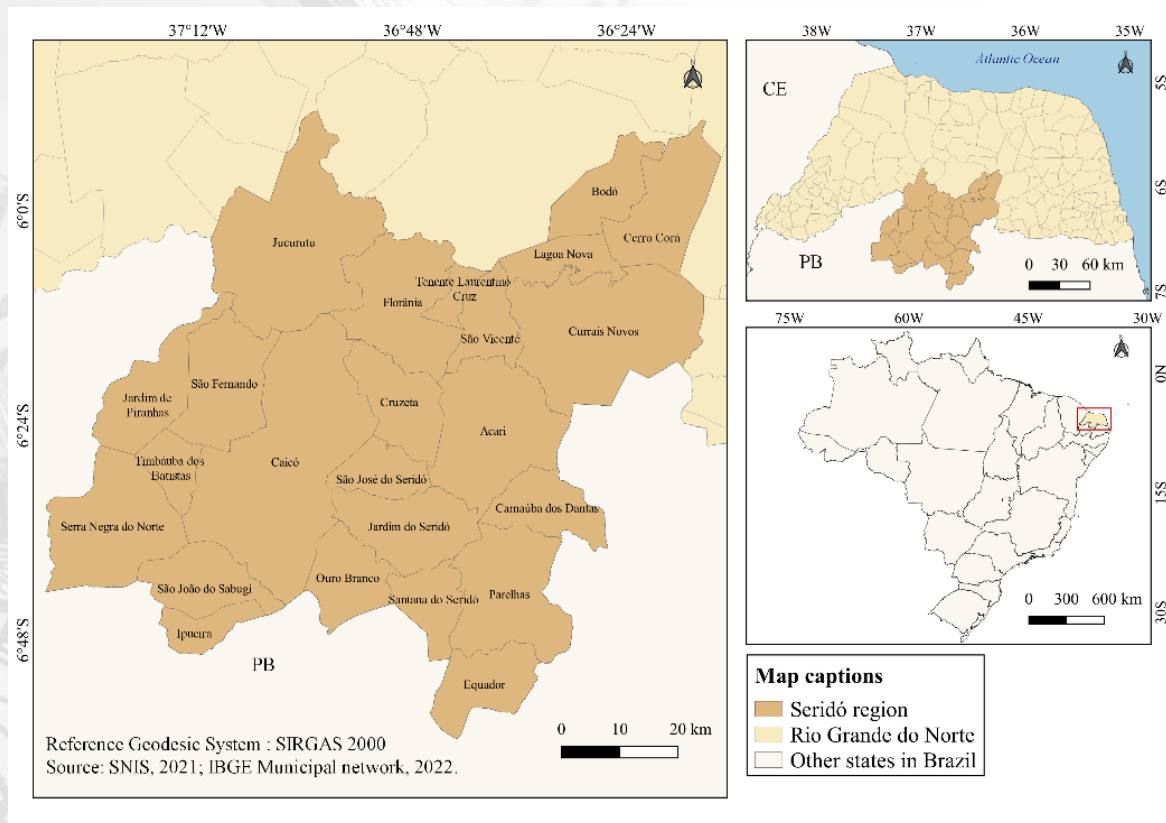 37°12'W
36°48'W
36°24'W
6°0'S
6°24'S
6°48'S
Bodó
Cerro Corá
Jucurutu
Lagoa Nova
Tenente Laurentino
Cruz
Florânia
São Vicente
Currais Novos
São Fernando
Jardim de
Piranhas
Cruzeta
Acari
Timbaúba dos
Batistas
Caicó
São José do Seridó
Carnaúba dos Dantas
Serra Negra do Norte
Jardim do Seridó
Ouro Branco
São João do Sabugi
Santana do Seridó
Parelhas
Ipueira
PB
Equador
0 10 20 km
Reference Geodesic System : SIRGAS 2000
Source: SNIS, 2021; IBGE Municipal network, 2022.
38W
37W
36W
35W
Atlantic Ocean
CE
5S
6S
PB
0 30 60 km
7S
75W
60W
45W
30W
0N
15S
0 300 600 km
30S
Map captions
Seridó region
Rio Grande do Norte
Other states in Brazil